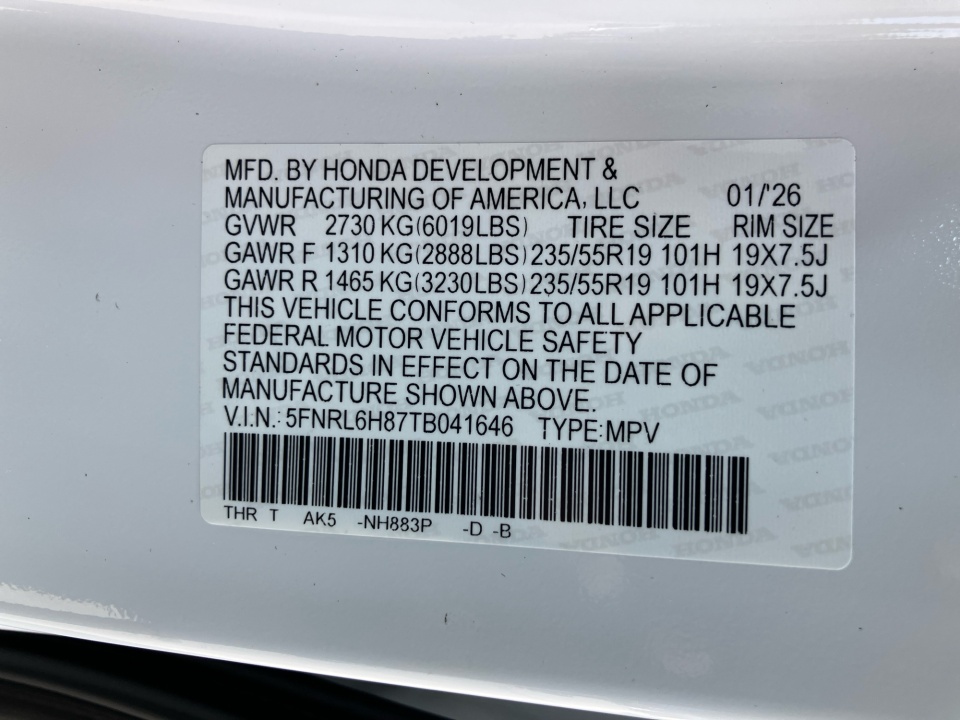 MFD. BY HONDA DEVELOPMENT &
MANUFACTURING OF AMERICA, LLC 01/'26
GVWR 2730 KG(6019LBS) TIRE SIZE RIM SIZE
GAWR F 1310 KG(2888LBS) 235/55R19 101H 19X7.5J
GAWR R 1465 KG(3230LBS) 235/55R19 101H 19X7.5J
THIS VEHICLE CONFORMS TO ALL APPLICABLE
FEDERAL MOTOR VEHICLE SAFETY
STANDARDS IN EFFECT ON THE DATE OF
MANUFACTURE SHOWN ABOVE.
V.I.N.: 5FNRL6H87TB041646 TYPE:MPV
THR T AK5 -NH883P -D -B